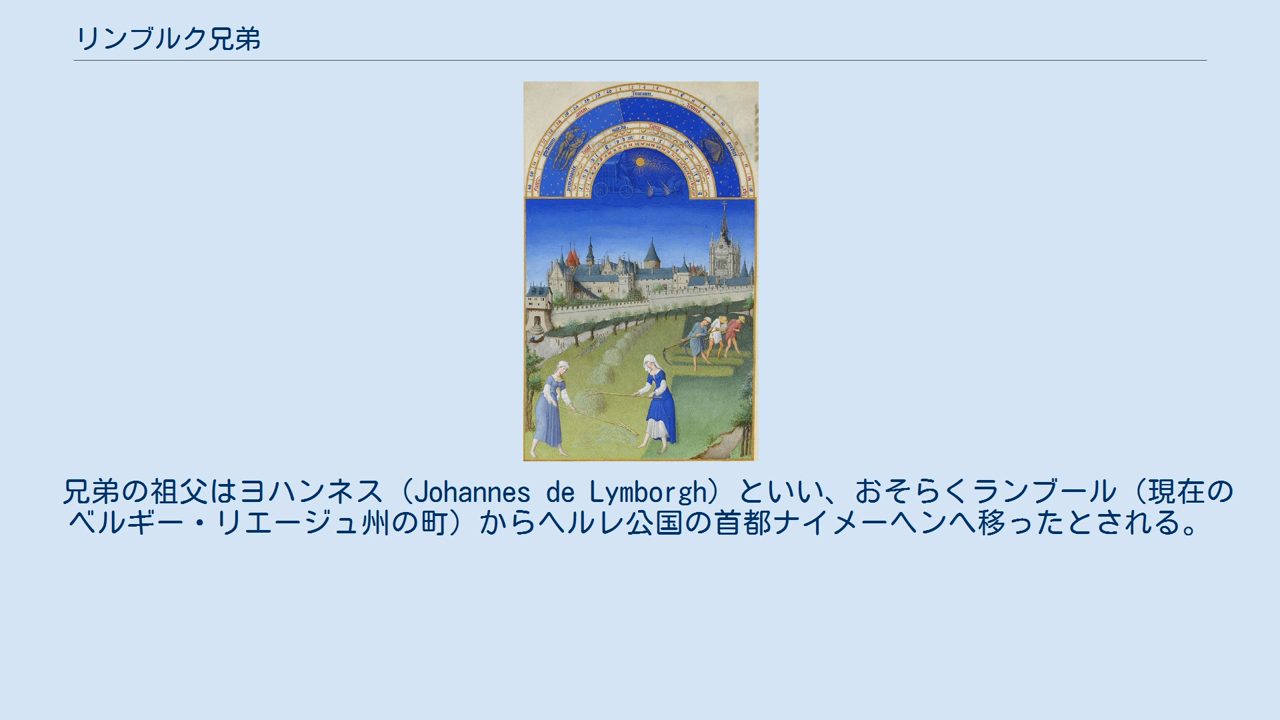 リンブルク兄弟
兄弟の祖父はヨハンネス（Johannes de Lymborgh）といい、おそらくランブール（現在の
ベルギー・リエージュ州の町）からヘルレ公国の首都ナイメーヘンへ移ったとされる。